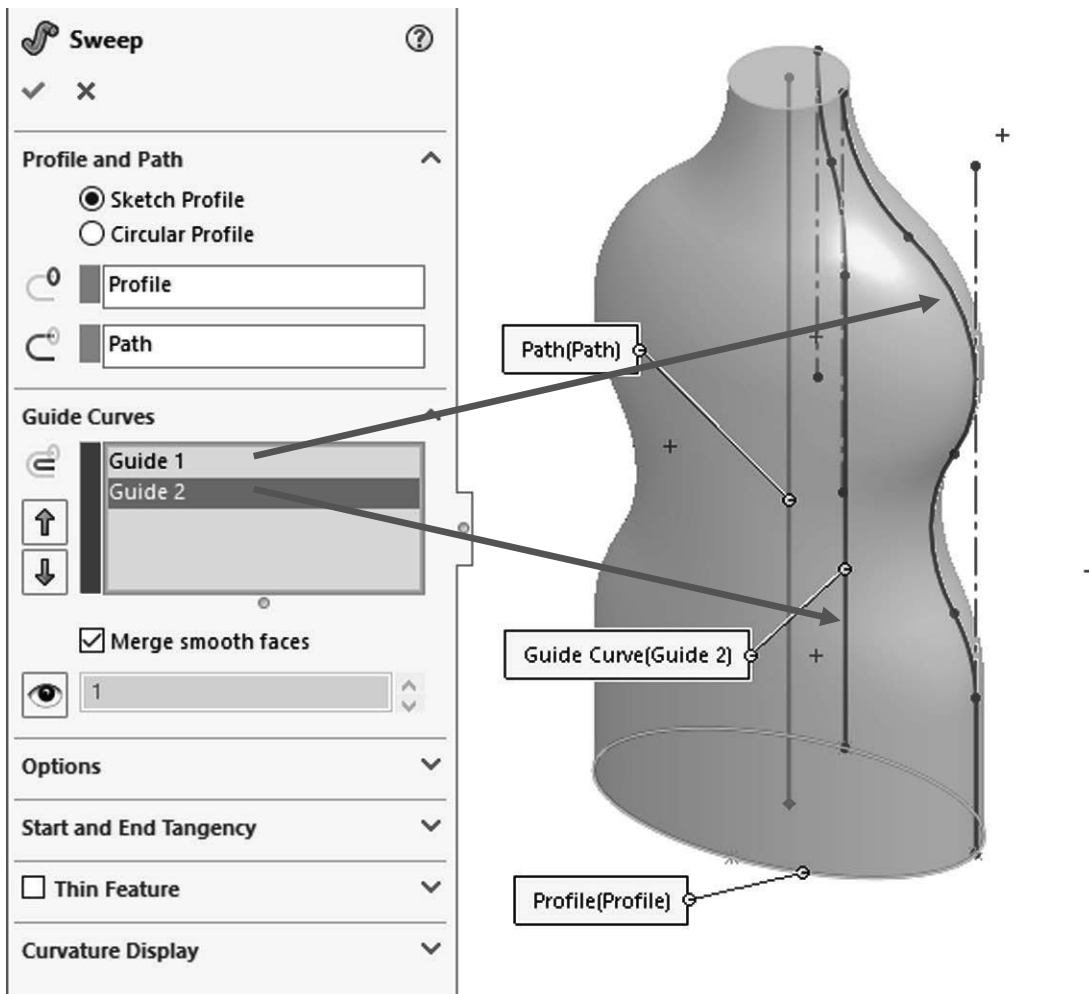 Sweep
Profile and Path
Sketch Profile
Circular Profile
Profile
Path
Guide Curves
Guide 1
Guide 2
Merge smooth faces
1
Options
Start and End Tangency
Thin Feature
Curvature Display
Path(Path)
Guide Curve(Guide 2)
Profile(Profile)